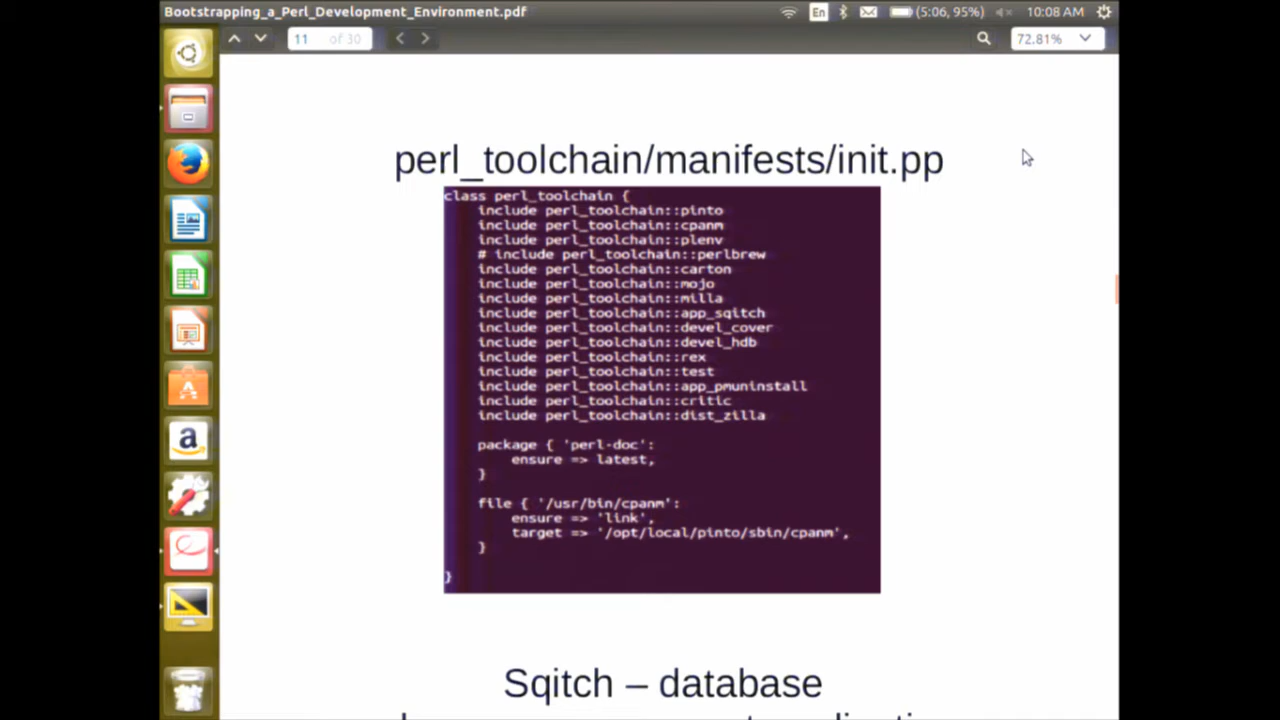 Bootstrapping_a_Perl_Development_Environment.pdf
En
(5:06, 95%)
10:08 AM
11 of 30
72.81%
perl_toolchain/manifests/init.pp
class perl_toolchain {
include perl_toolchain::pinto
include perl_toolchain::cpanm
include perl_toolchain::plenv
# include perl_toolchain::perlbrew
include perl_toolchain::carton
include perl_toolchain::mojo
include perl_toolchain::milla
include perl_toolchain::app_sqitch
include perl_toolchain::devel_cover
include perl_toolchain::devel_hdb
include perl_toolchain::rex
include perl_toolchain::test
include perl_toolchain::app_pmuninstall
include perl_toolchain::critic
include perl_toolchain::dist_zilla
package { 'perl-doc':
ensure => latest,
}
file { '/usr/bin/cpanm':
ensure => 'link',
target => '/opt/local/pinto/sbin/cpanm',
}
}
Sqitch – database